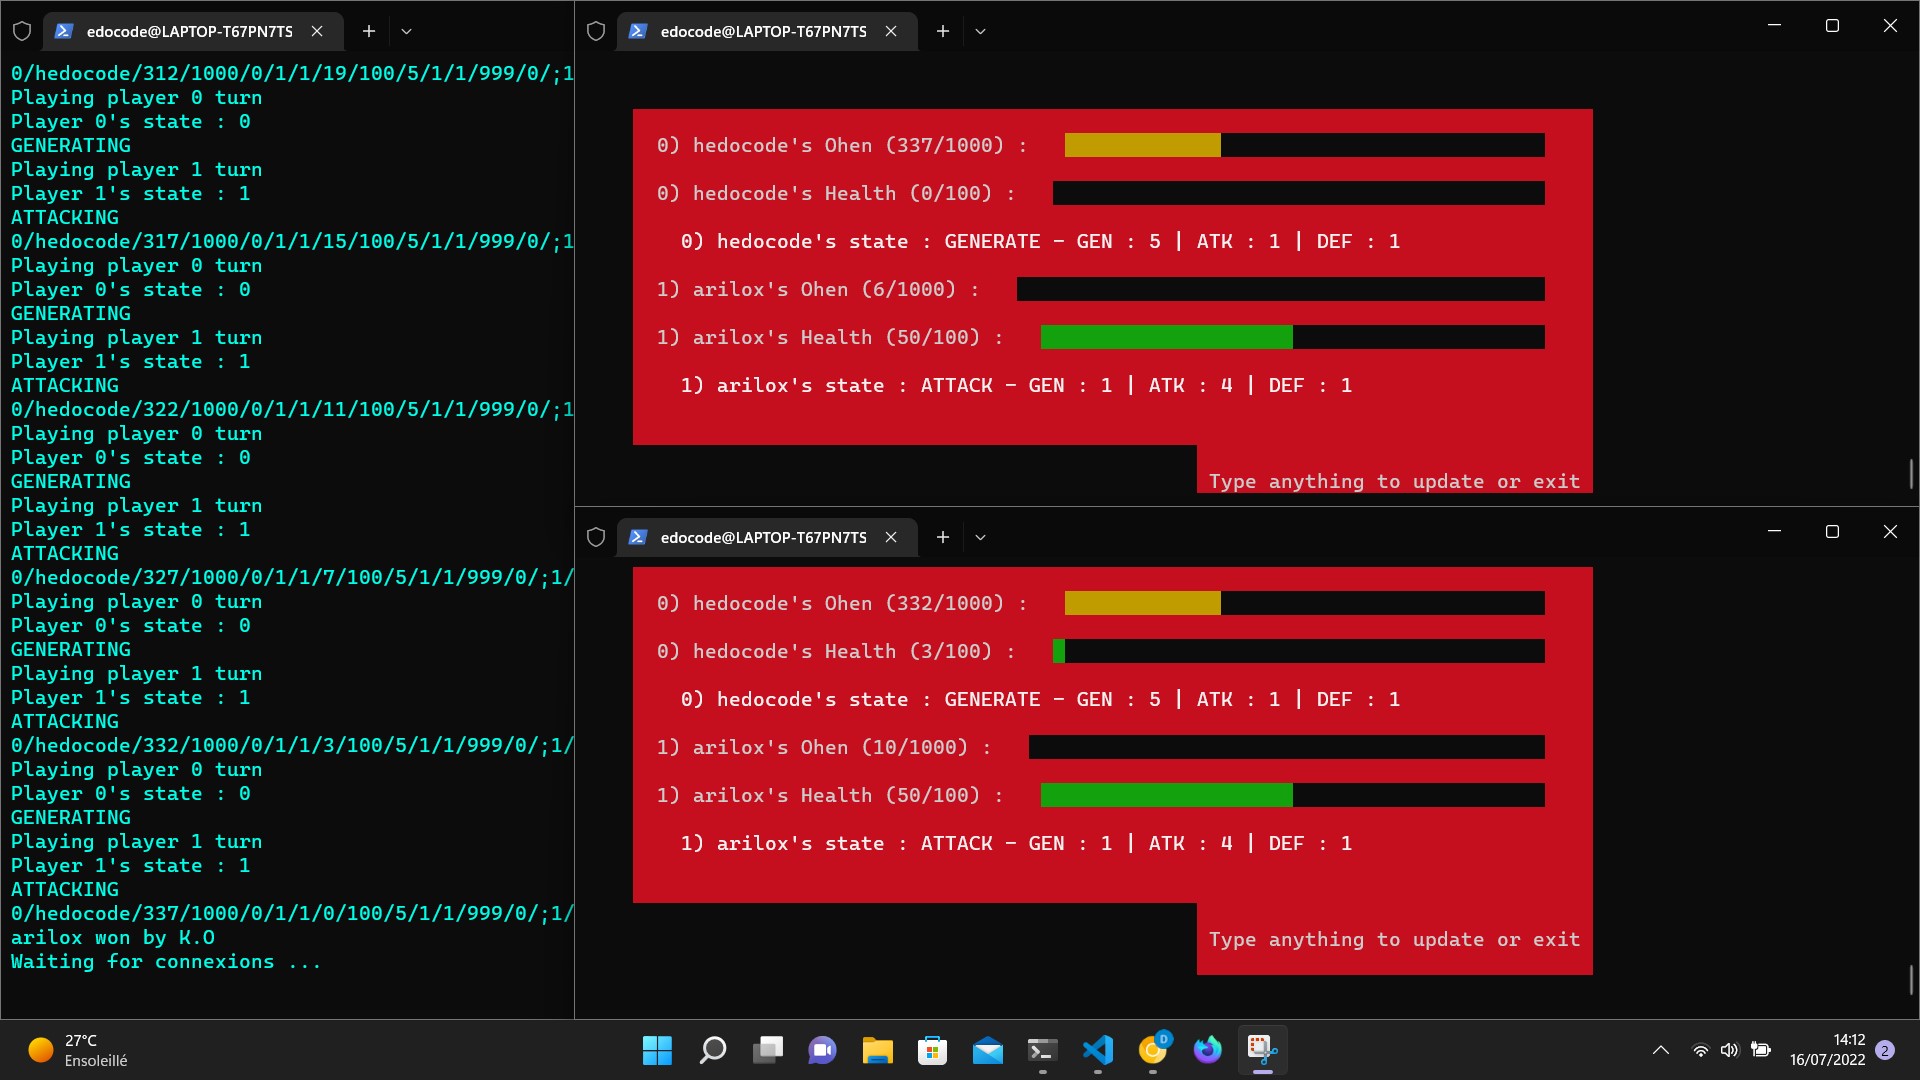 edocode@LAPTOP-T67PN7TS
0/hedocode/312/1000/0/1/1/19/100/5/1/1/999/0/;1
Playing player 0 turn
Player 0's state : 0
GENERATING
Playing player 1 turn
Player 1's state : 1
ATTACKING
0/hedocode/317/1000/0/1/1/15/100/5/1/1/999/0/;1
Playing player 0 turn
Player 0's state : 0
GENERATING
Playing player 1 turn
Player 1's state : 1
ATTACKING
0/hedocode/322/1000/0/1/1/11/100/5/1/1/999/0/;1
Playing player 0 turn
Player 0's state : 0
GENERATING
Playing player 1 turn
Player 1's state : 1
ATTACKING
0/hedocode/327/1000/0/1/1/7/100/5/1/1/999/0/;1/
Playing player 0 turn
Player 0's state : 0
GENERATING
Playing player 1 turn
Player 1's state : 1
ATTACKING
0/hedocode/332/1000/0/1/1/3/100/5/1/1/999/0/;1/
Playing player 0 turn
Player 0's state : 0
GENERATING
Playing player 1 turn
Player 1's state : 1
ATTACKING
0/hedocode/337/1000/0/1/1/0/100/5/1/1/999/0/;1/
arilox won by K.O
Waiting for connexions ...
edocode@LAPTOP-T67PN7TS
0) hedocode's Ohen (337/1000) :
0) hedocode's Health (0/100) :
0) hedocode's state : GENERATE - GEN : 5 | ATK : 1 | DEF : 1
1) arilox's Ohen (6/1000) :
1) arilox's Health (50/100) :
1) arilox's state : ATTACK - GEN : 1 | ATK : 4 | DEF : 1
Type anything to update or exit
edocode@LAPTOP-T67PN7TS
0) hedocode's Ohen (332/1000) :
0) hedocode's Health (3/100) :
0) hedocode's state : GENERATE - GEN : 5 | ATK : 1 | DEF : 1
1) arilox's Ohen (10/1000) :
1) arilox's Health (50/100) :
1) arilox's state : ATTACK - GEN : 1 | ATK : 4 | DEF : 1
Type anything to update or exit
27°C
Ensoleillé
D
14:12
16/07/2022
2